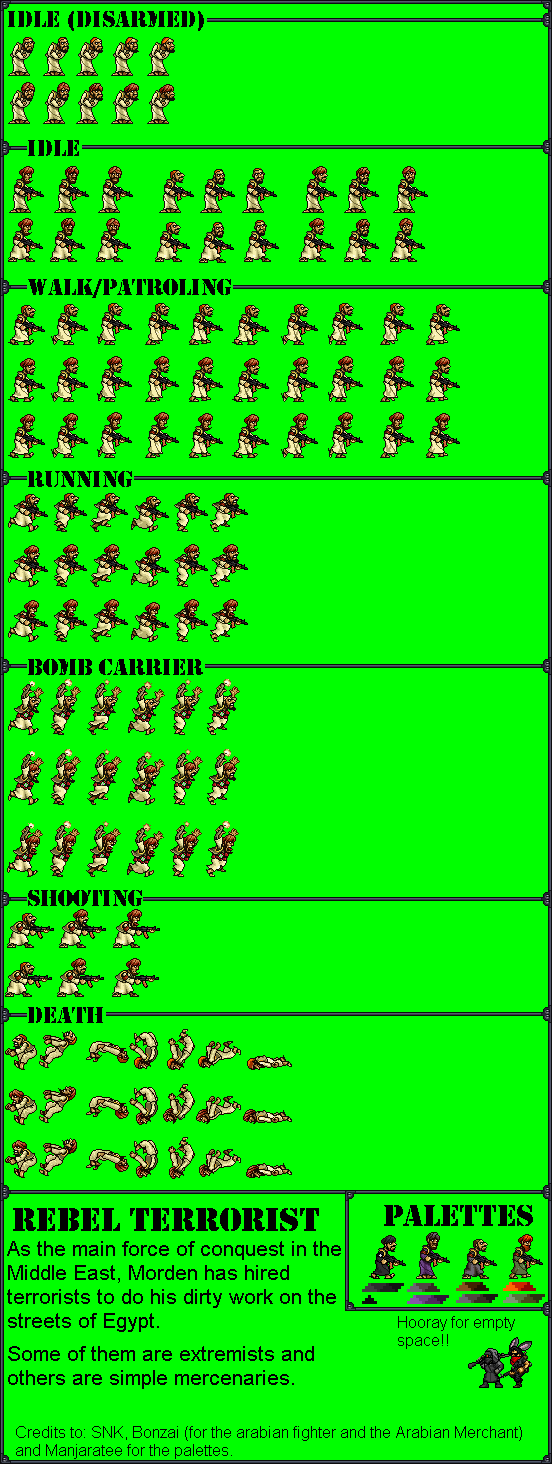 IDLE (DISARMED)
IDLE
WALK/PATROLING
RUNNING
BOMB CARRIER
SHOOTING
DEATH
REBEL TERRORIST
As the main force of conquest in the
Middle East, Morden has hired
terrorists to do his dirty work on the
streets of Egypt.
Some of them are extremists and
others are simple mercenaries.
PALETTES
Hooray for empty
space!!
Credits to: SNK, Bonzai (for the arabian fighter and the Arabian Merchant)
and Manjaratee for the palettes.